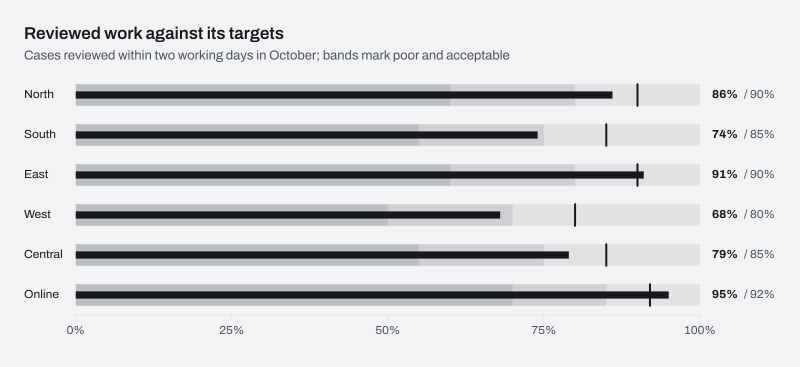 Reviewed work against its targets
Cases reviewed within two working days in October; bands mark poor and acceptable
North 86% / 90%
South 74% / 85%
East 91% / 90%
West 68% / 80%
Central 79% / 85%
Online 95% / 92%
0% 25% 50% 75% 100%